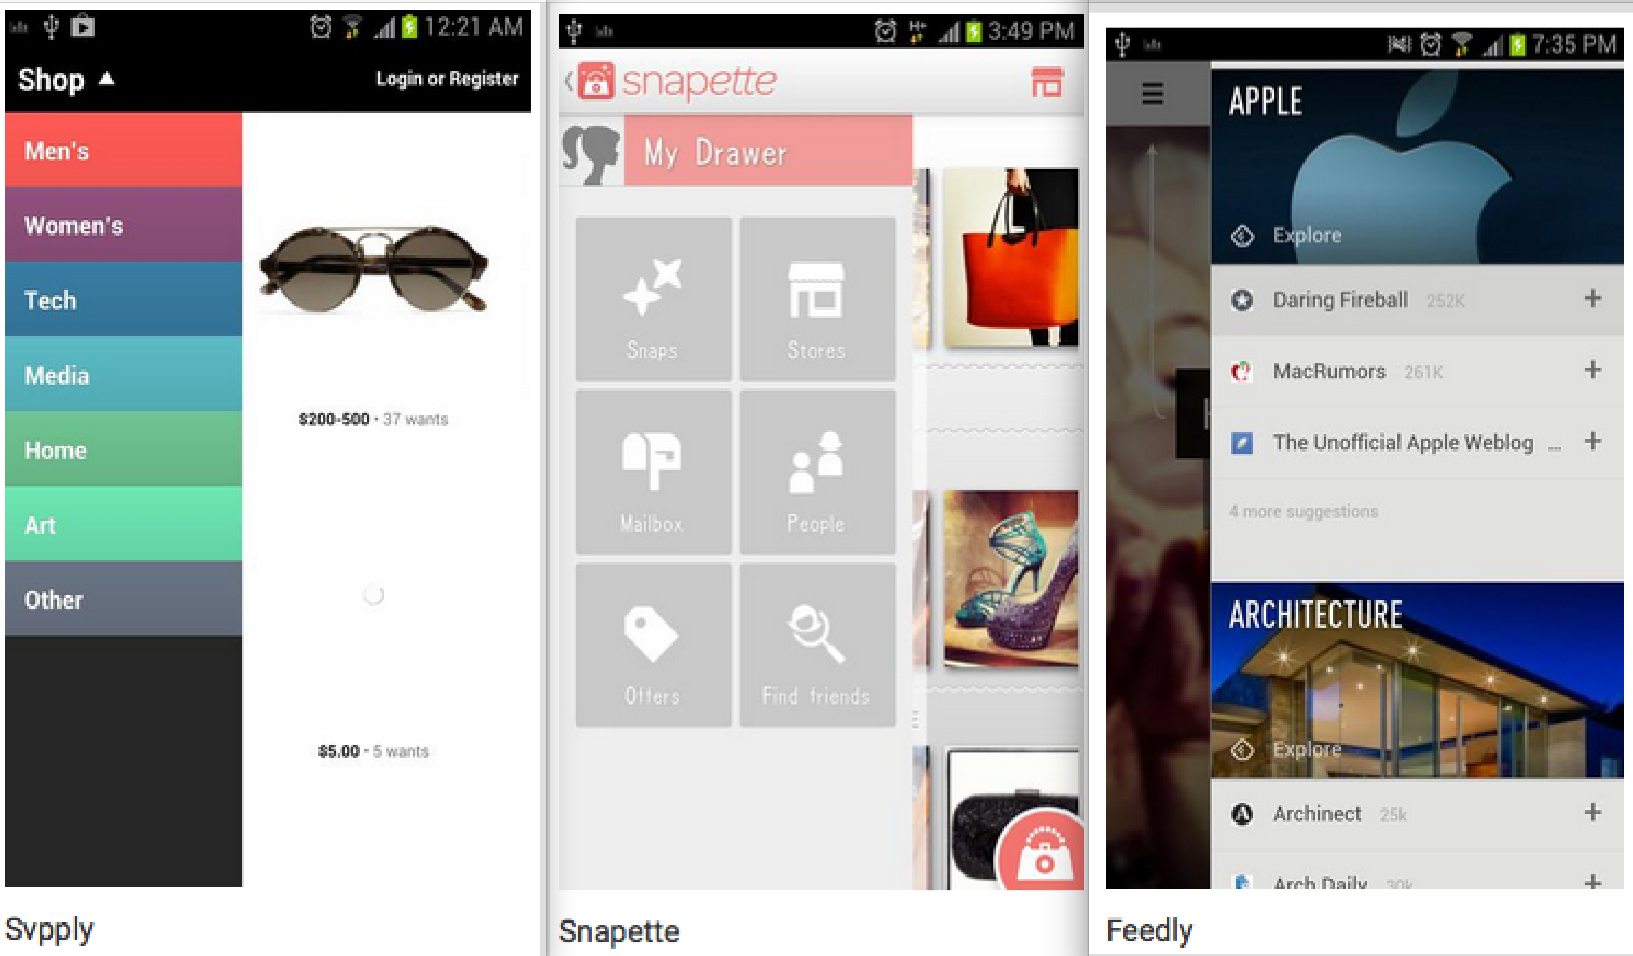 12:21 AM
Shop
Login or Register
Men's
Women's
Tech
Media
Home
Art
Other
$200-500 • 37 wants
$5.00 • 5 wants
Svpply
H+ 3:49 PM
snapette
My Drawer
Snaps
Stores
Mailbox
People
Offers
Find friends
Snapette
7:35 PM
APPLE
Explore
Daring Fireball 252K +
MacRumors 261K +
The Unofficial Apple Weblog ... +
4 more suggestions
ARCHITECTURE
Explore
Archinect 25k +
Arch Daily 30k +
Feedly